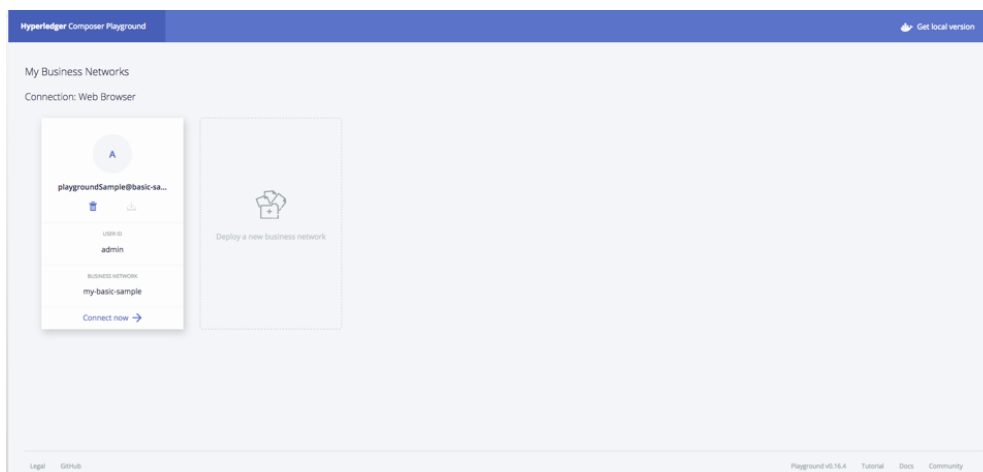 Hyperledger Composer Playground
Get local version
My Business Networks
Connection: Web Browser
A
playgroundSample@basic-sa...
USER ID
admin
BUSINESS NETWORK
my-basic-sample
Connect now
Deploy a new business network
Legal GitHub
Playground v0.16.4 Tutorial Docs Community